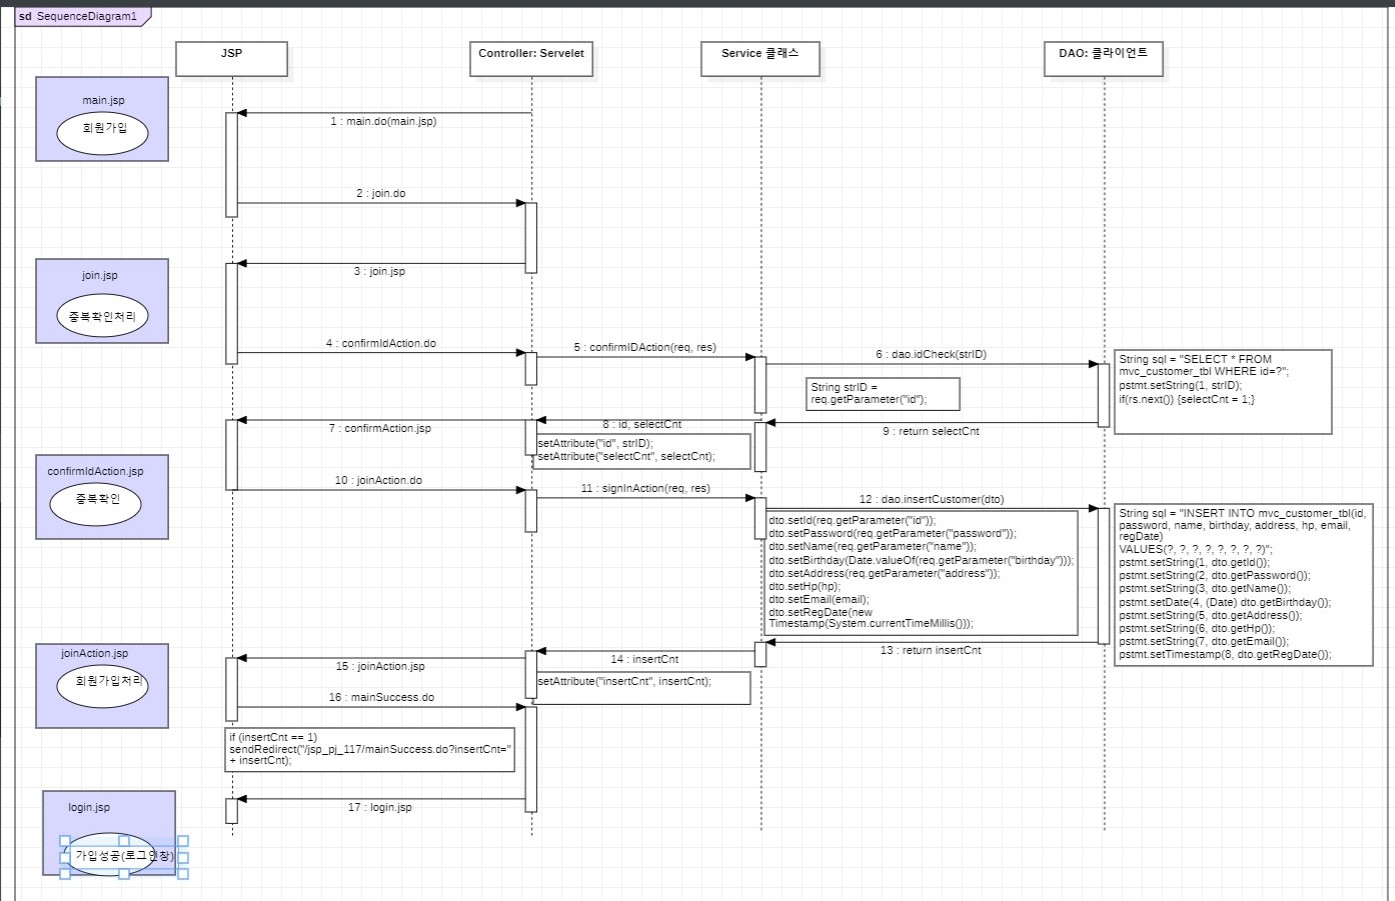 sd SequenceDiagram1
JSP
Controller: Servelet
Service 클래스
DAO: 클라이언트
main.jsp
회원가입
1 : main.do(main.jsp)
2 : join.do
join.jsp
중복확인처리
3 : join.jsp
4 : confirmIdAction.do
5 : confirmIDAction(req, res)
6 : dao.idCheck(strID)
String strID =
req.getParameter("id");
String sql = "SELECT * FROM
mvc_customer_tbl WHERE id=?";
pstmt.setString(1, strID);
if(rs.next()) {selectCnt = 1;}
7 : confirmAction.jsp
8 : id, selectCnt
9 : return selectCnt
setAttribute("id", strID);
setAttribute("selectCnt", selectCnt);
confirmIdAction.jsp
중복확인
10 : joinAction.do
11 : signInAction(req, res)
12 : dao.insertCustomer(dto)
dto.setId(req.getParameter("id"));
dto.setPassword(req.getParameter("password"));
dto.setName(req.getParameter("name"));
dto.setBirthday(Date.valueOf(req.getParameter("birthday")));
dto.setAddress(req.getParameter("address"));
dto.setHp(hp);
dto.setEmail(email);
dto.setRegDate(new
Timestamp(System.currentTimeMillis()));
String sql = "INSERT INTO mvc_customer_tbl(id,
password, name, birthday, address, hp, email,
regDate)
VALUES(?, ?, ?, ?, ?, ?, ?, ?)";
pstmt.setString(1, dto.getId());
pstmt.setString(2, dto.getPassword());
pstmt.setString(3, dto.getName());
pstmt.setDate(4, (Date) dto.getBirthday());
pstmt.setString(5, dto.getAddress());
pstmt.setString(6, dto.getHp());
pstmt.setString(7, dto.getEmail());
pstmt.setTimestamp(8, dto.getRegDate());
joinAction.jsp
회원가입처리
13 : return insertCnt
14 : insertCnt
15 : joinAction.jsp
setAttribute("insertCnt", insertCnt);
16 : mainSuccess.do
if (insertCnt == 1)
sendRedirect("/jsp_pj_117/mainSuccess.do?insertCnt="
+ insertCnt);
login.jsp
가입성공(로그인창)
17 : login.jsp